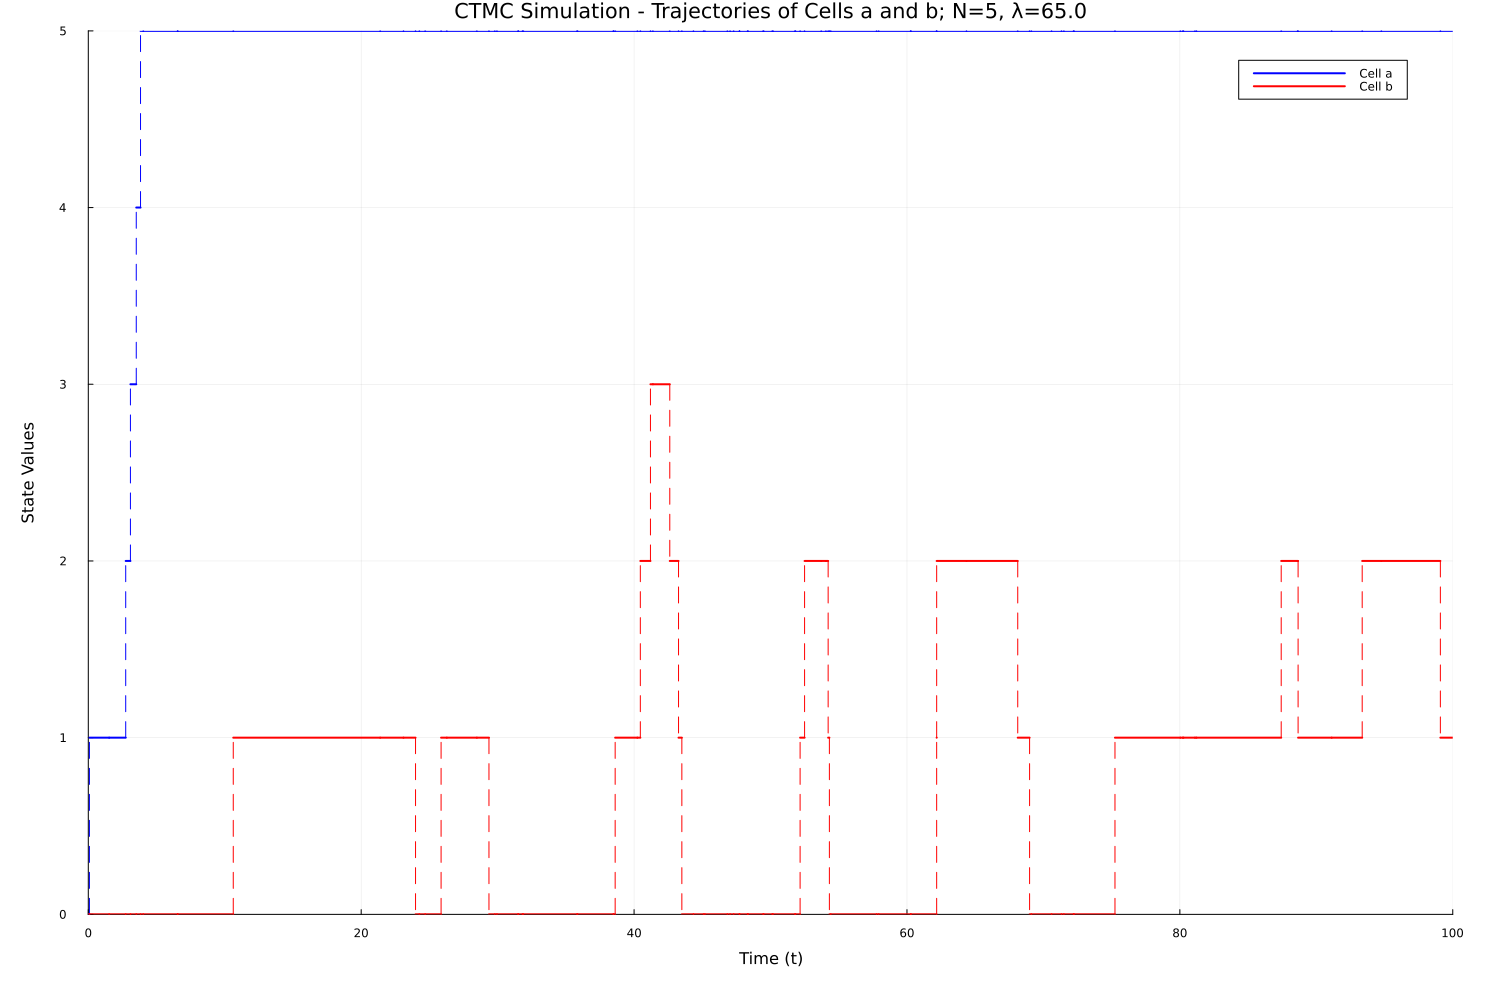 CTMC Simulation - Trajectories of Cells a and b; N=5, λ=65.0
5
Cell a
Cell b
4
3
State Values
2
1
0
0 20 40 60 80 100
Time (t)